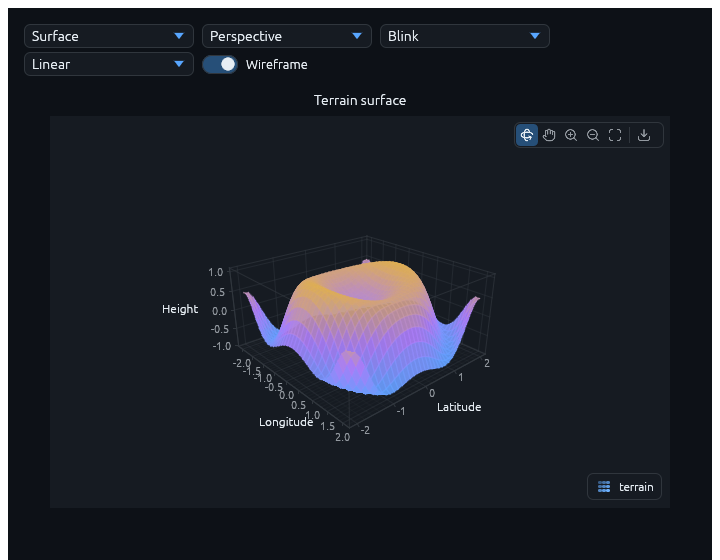 Surface Perspective Blink
Linear Wireframe
Terrain surface
1.0
0.5
0.0
-0.5
-1.0
Height
-2.0
-1.5
-1.0
-0.5
0.0
0.5
1.0
1.5
2.0
Longitude
-2
-1
0
1
2
Latitude
terrain